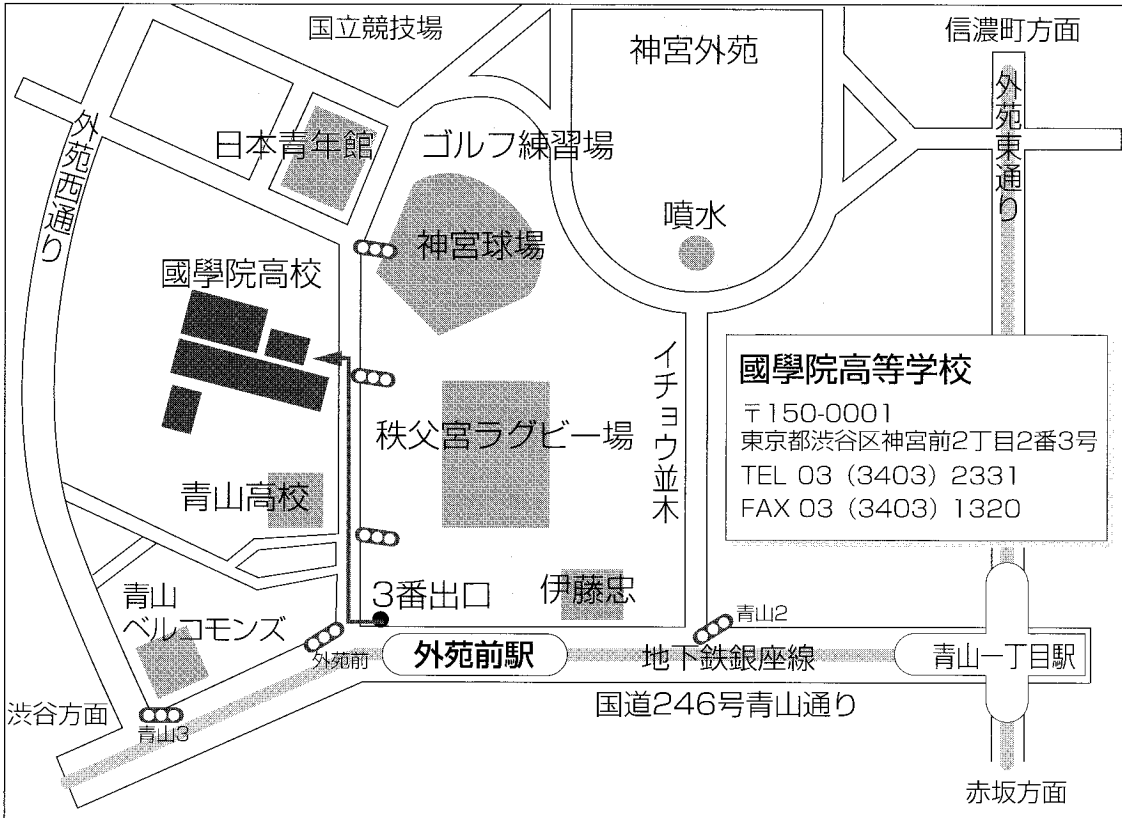 国立競技場
神宮外苑
信濃町方面
外苑東通り
外苑西通り
日本青年館
ゴルフ練習場
噴水
神宮球場
國學院高校
イチョウ並木
國學院高等学校
〒150-0001
東京都渋谷区神宮前2丁目2番3号
TEL 03 (3403) 2331
FAX 03 (3403) 1320
秩父宮ラグビー場
青山高校
3番出口
伊藤忠
青山
ベルコモンズ
青山2
外苑前
外苑前駅
地下鉄銀座線
青山一丁目駅
国道246号青山通り
渋谷方面
青山3
赤坂方面